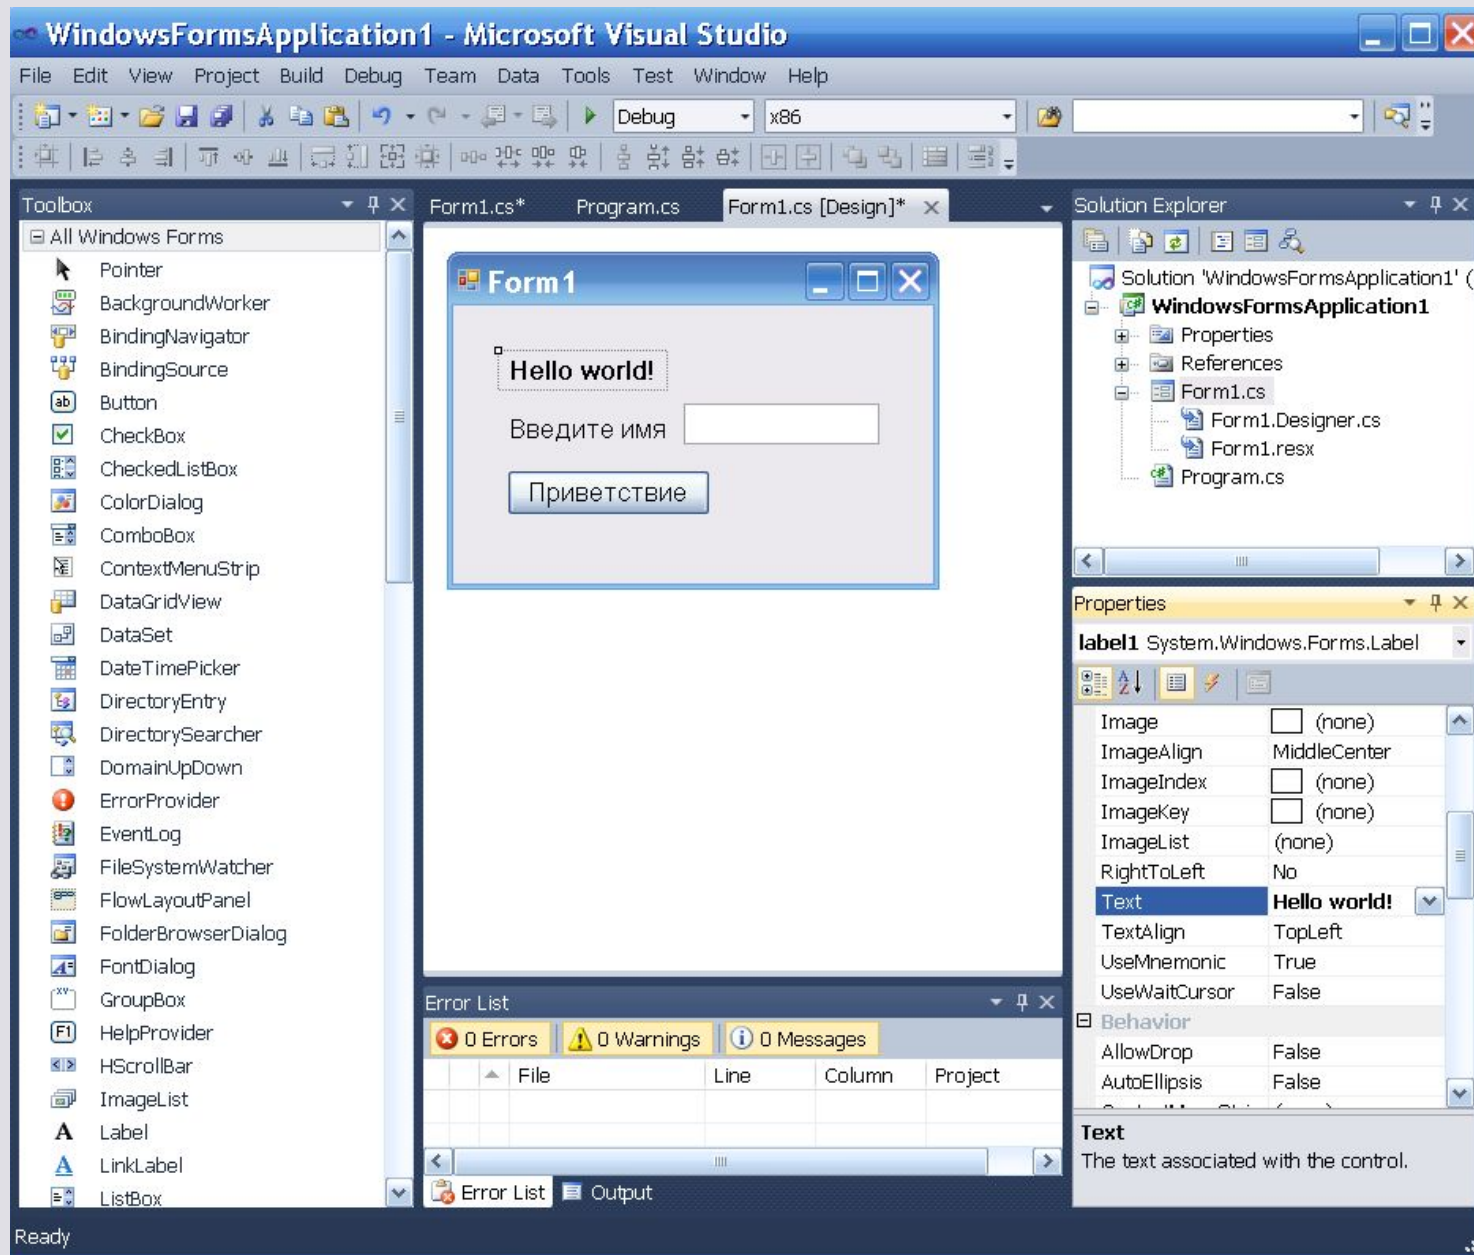 WindowsFormsApplication1 - Microsoft Visual Studio
File Edit View Project Build Debug Team Data Tools Test Window Help
Debug x86
Toolbox
All Windows Forms
Pointer
BackgroundWorker
BindingNavigator
BindingSource
Button
CheckBox
CheckedListBox
ColorDialog
ComboBox
ContextMenuStrip
DataGridView
DataSet
DateTimePicker
DirectoryEntry
DirectorySearcher
DomainUpDown
ErrorProvider
EventLog
FileSystemWatcher
FlowLayoutPanel
FolderBrowserDialog
FontDialog
GroupBox
HelpProvider
HScrollBar
ImageList
Label
LinkLabel
ListBox
Form1.cs* Program.cs Form1.cs [Design]*
Form1
Hello world!
Введите имя
Приветствие
Error List
0 Errors 0 Warnings 0 Messages
File Line Column Project
Error List Output
Solution Explorer
Solution 'WindowsFormsApplication1' (
WindowsFormsApplication1
Properties
References
Form1.cs
Form1.Designer.cs
Form1.resx
Program.cs
Properties
label1 System.Windows.Forms.Label
Image (none)
ImageAlign MiddleCenter
ImageIndex (none)
ImageKey (none)
ImageList (none)
RightToLeft No
Text Hello world!
TextAlign TopLeft
UseMnemonic True
UseWaitCursor False
Behavior
AllowDrop False
AutoEllipsis False
Text
The text associated with the control.
Ready